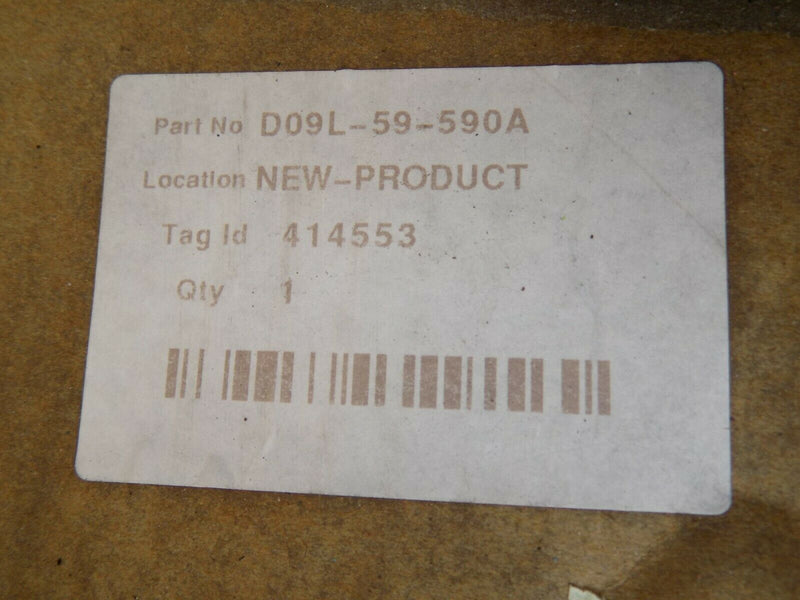 Part No D09L-59-590A
Location NEW-PRODUCT
Tag Id 414553
Qty 1